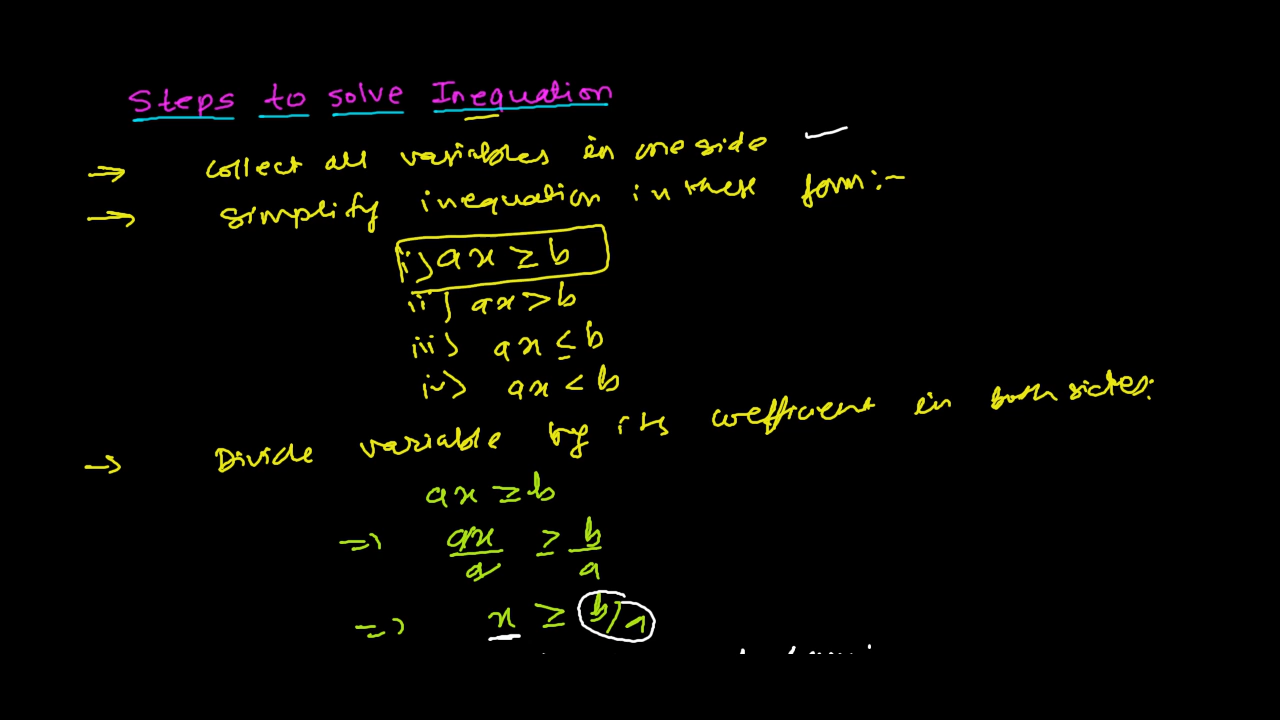 Steps to solve Inequation
→ collect all variables in one side
→ simplify inequation in these form:-
i) ax ≥ b
ii) ax > b
iii) ax ≤ b
iv) ax < b
→ Divide variable by its coefficient in both sides:
ax ≥ b
=> ax/a ≥ b/a
=> x ≥ b/a